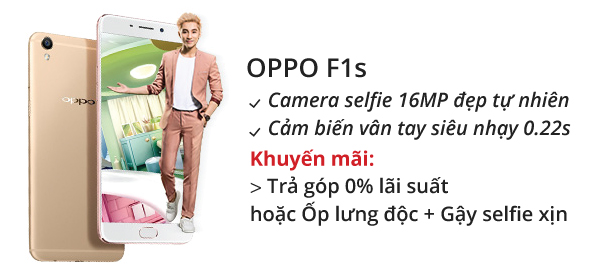 oppo
OPPO F1s
✓ Camera selfie 16MP đẹp tự nhiên
✓ Cảm biến vân tay siêu nhạy 0.22s
Khuyến mãi:
> Trả góp 0% lãi suất
hoặc Ốp lưng độc + Gậy selfie xịn